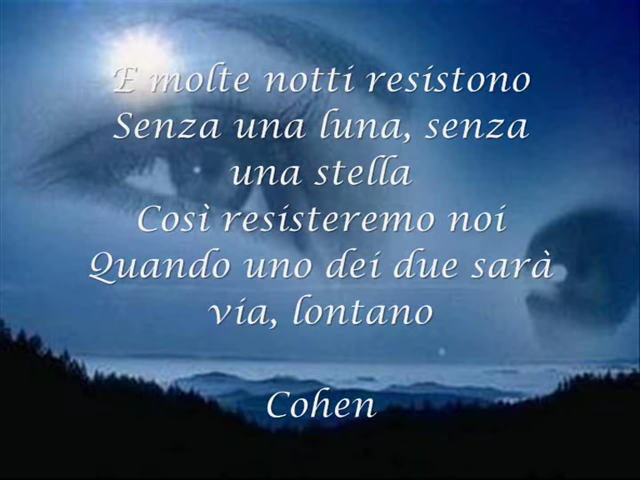 E molte notti resistono
Senza una luna, senza
una stella
Così resisteremo noi
Quando uno dei due sarà
via, lontano
Cohen